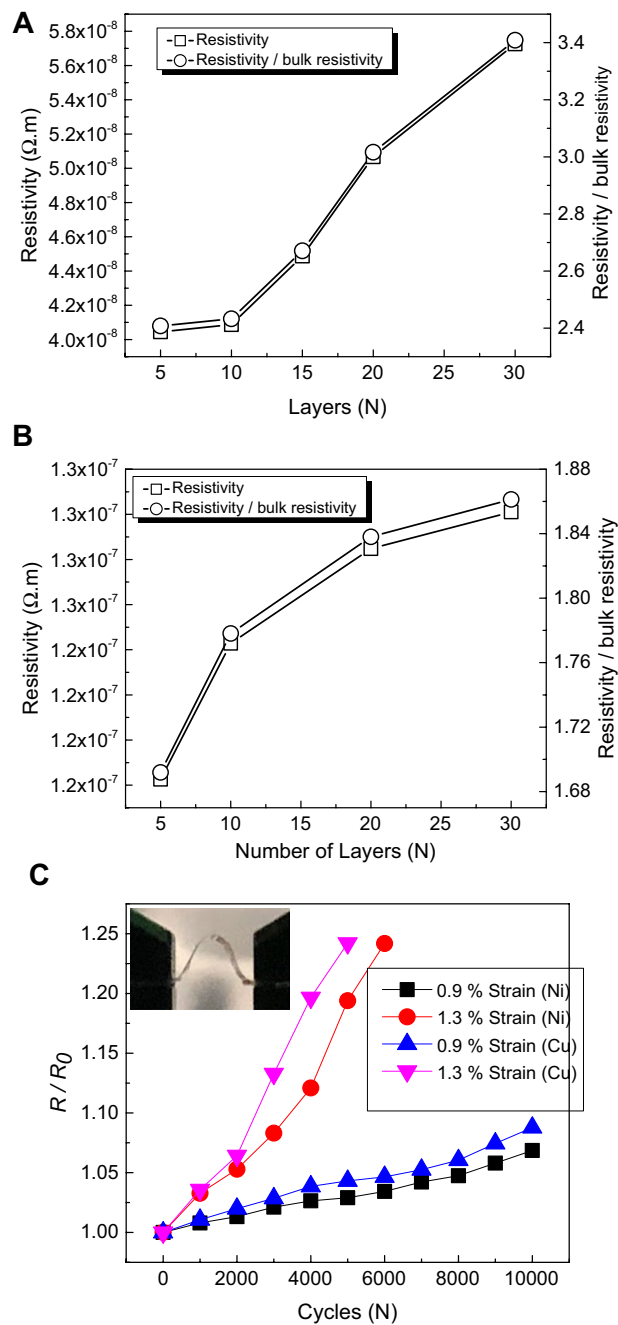 A
Resistivity (Ω.m)
5.8x10-8
5.6x10-8
5.4x10-8
5.2x10-8
5.0x10-8
4.8x10-8
4.6x10-8
4.4x10-8
4.2x10-8
4.0x10-8
Resistivity
Resistivity / bulk resistivity
3.4
3.2
3.0
2.8
2.6
2.4
Resistivity / bulk resistivity
5 10 15 20 25 30
Layers (N)
B
Resistivity (Ω.m)
1.3x10-7
1.3x10-7
1.3x10-7
1.3x10-7
1.2x10-7
1.2x10-7
1.2x10-7
1.2x10-7
Resistivity
Resistivity / bulk resistivity
1.88
1.84
1.80
1.76
1.72
1.68
Resistivity / bulk resistivity
5 10 15 20 25 30
Number of Layers (N)
C
R / R0
1.25
1.20
1.15
1.10
1.05
1.00
0.9 % Strain (Ni)
1.3 % Strain (Ni)
0.9 % Strain (Cu)
1.3 % Strain (Cu)
0 2000 4000 6000 8000 10000
Cycles (N)